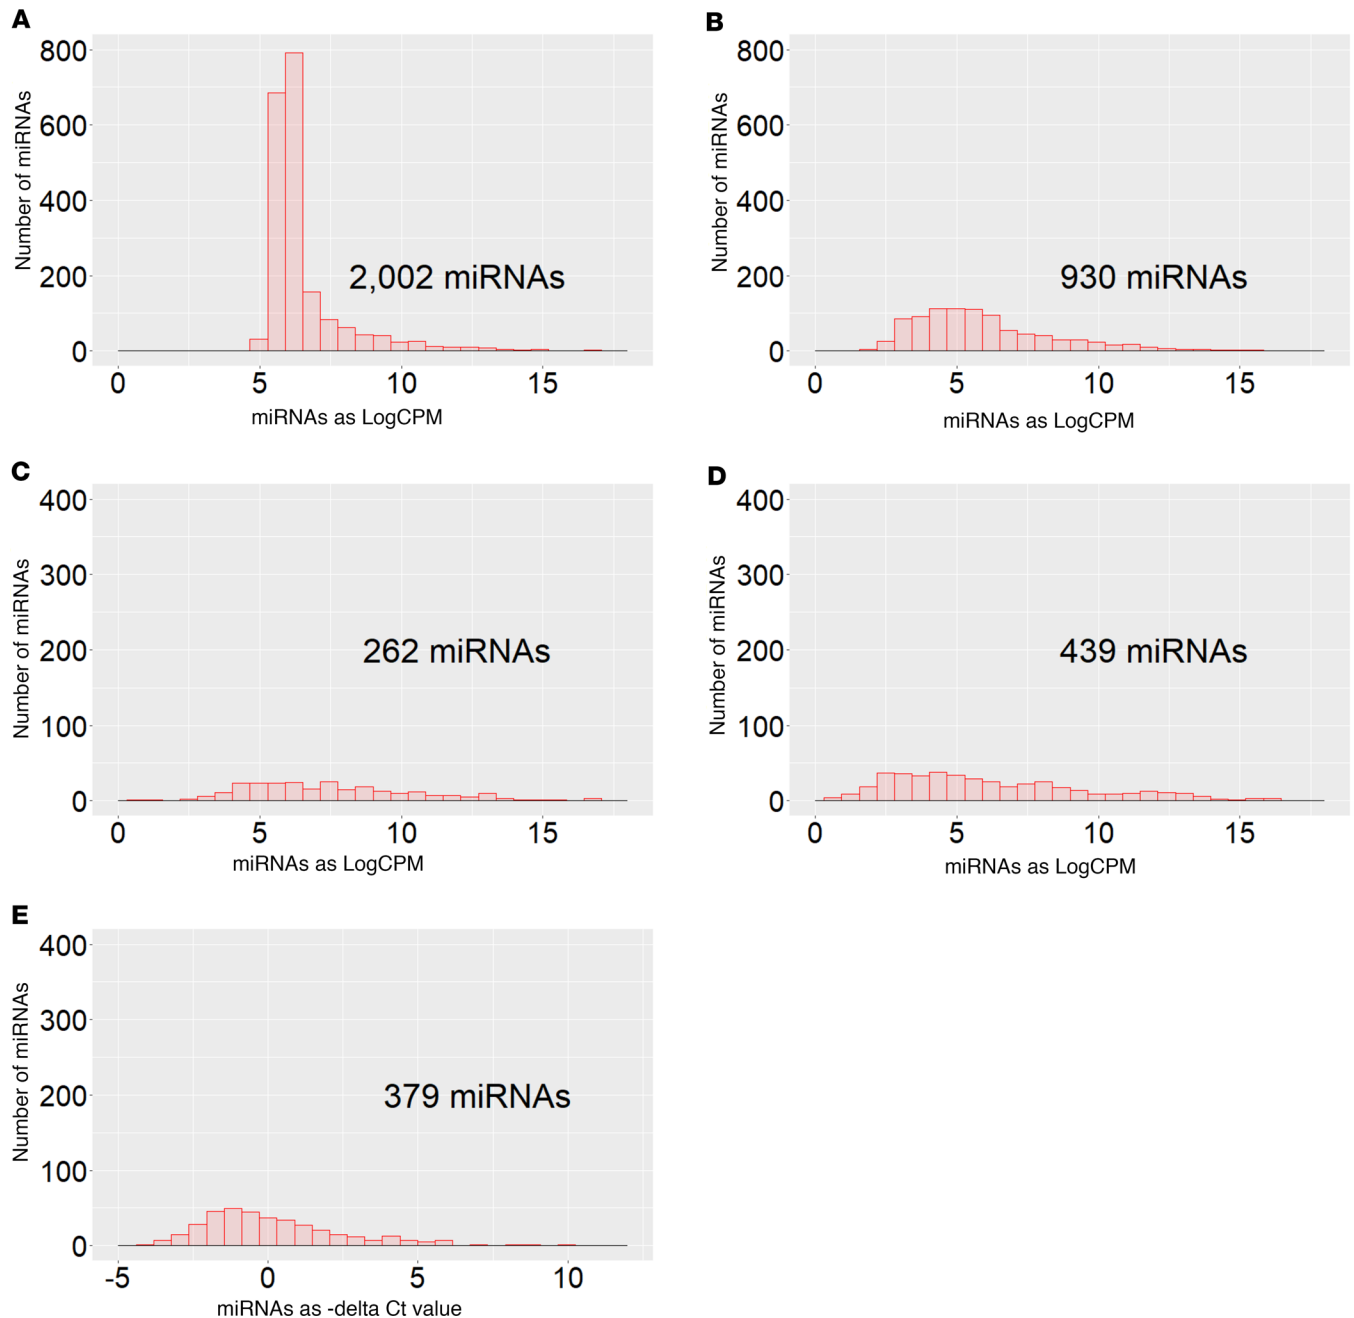 A
Number of miRNAs
800
600
400
200
0
2,002 miRNAs
0 5 10 15
miRNAs as LogCPM
B
Number of miRNAs
800
600
400
200
0
930 miRNAs
0 5 10 15
miRNAs as LogCPM
C
Number of miRNAs
400
300
200
100
0
262 miRNAs
0 5 10 15
miRNAs as LogCPM
D
Number of miRNAs
400
300
200
100
0
439 miRNAs
0 5 10 15
miRNAs as LogCPM
E
Number of miRNAs
400
300
200
100
0
379 miRNAs
-5 0 5 10
miRNAs as -delta Ct value